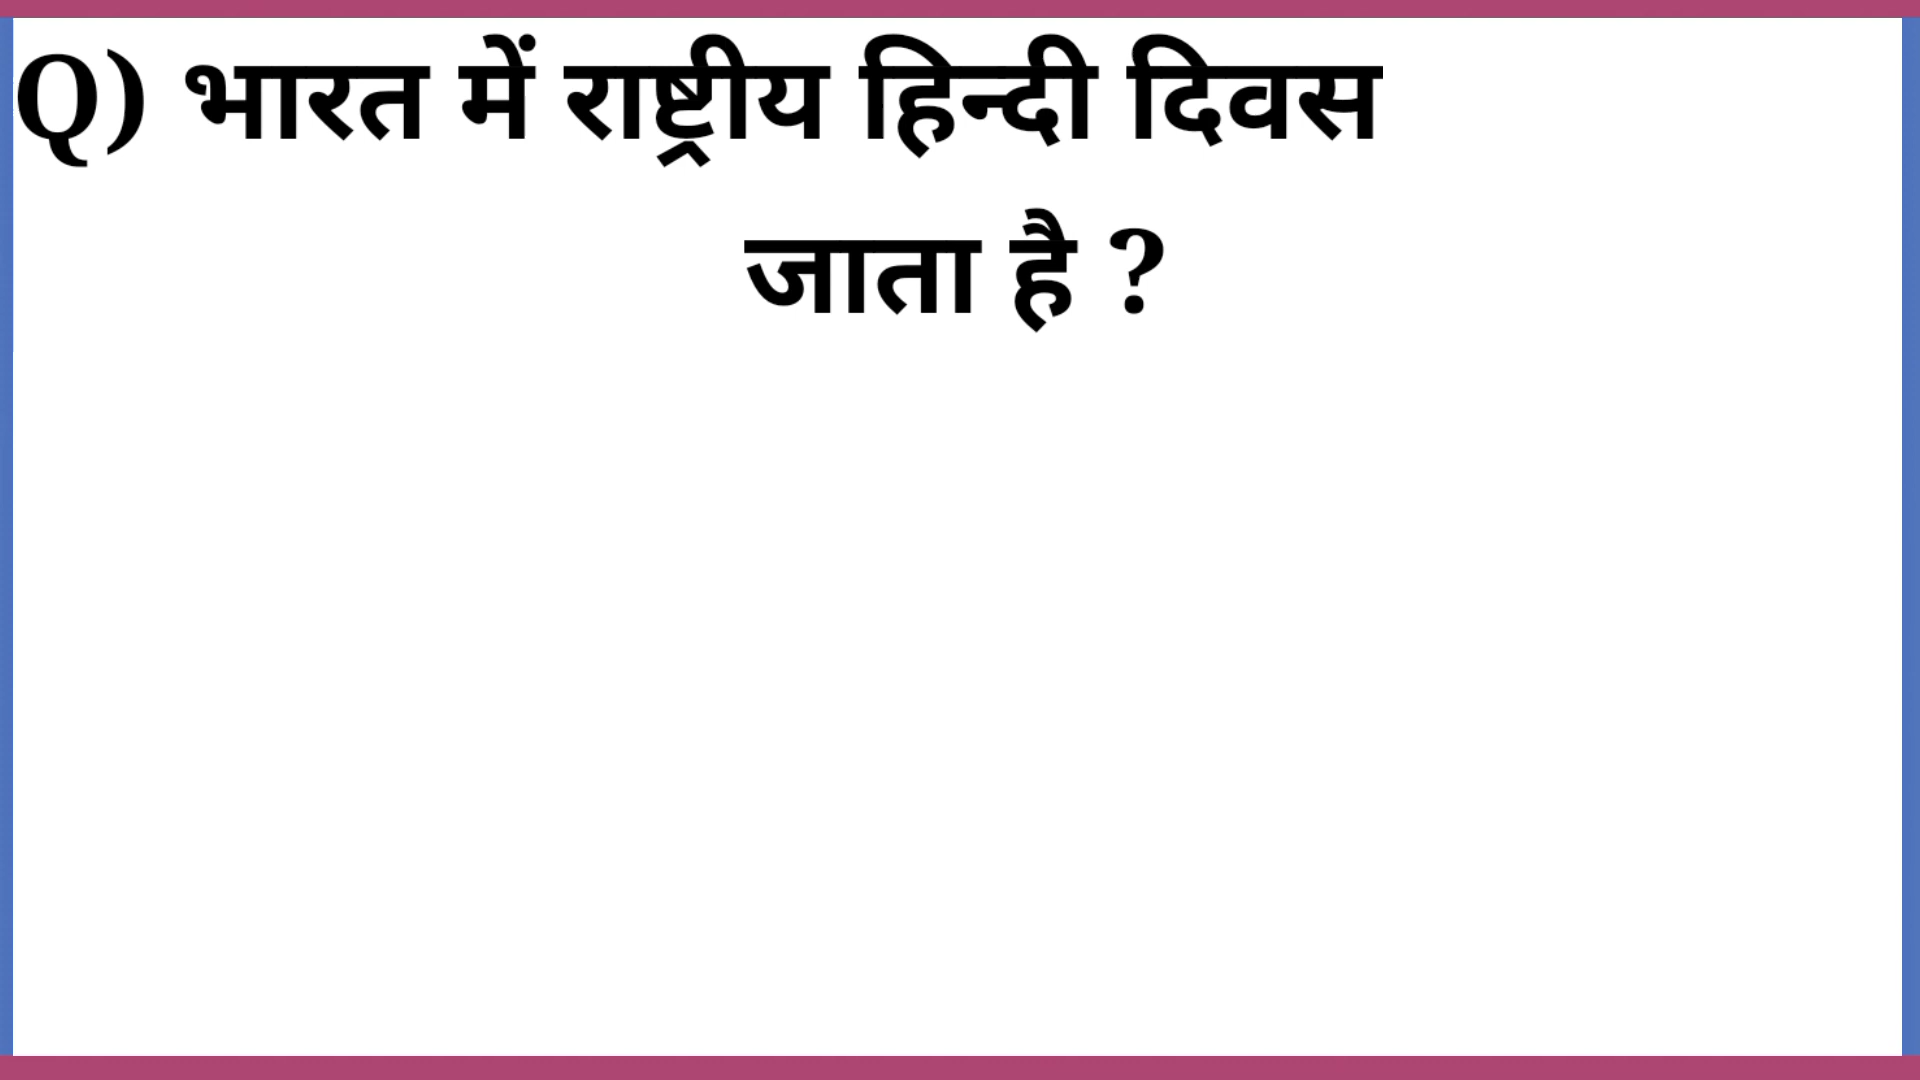 Q) भारत में राष्ट्रीय हिन्दी दिवस
जाता है ?